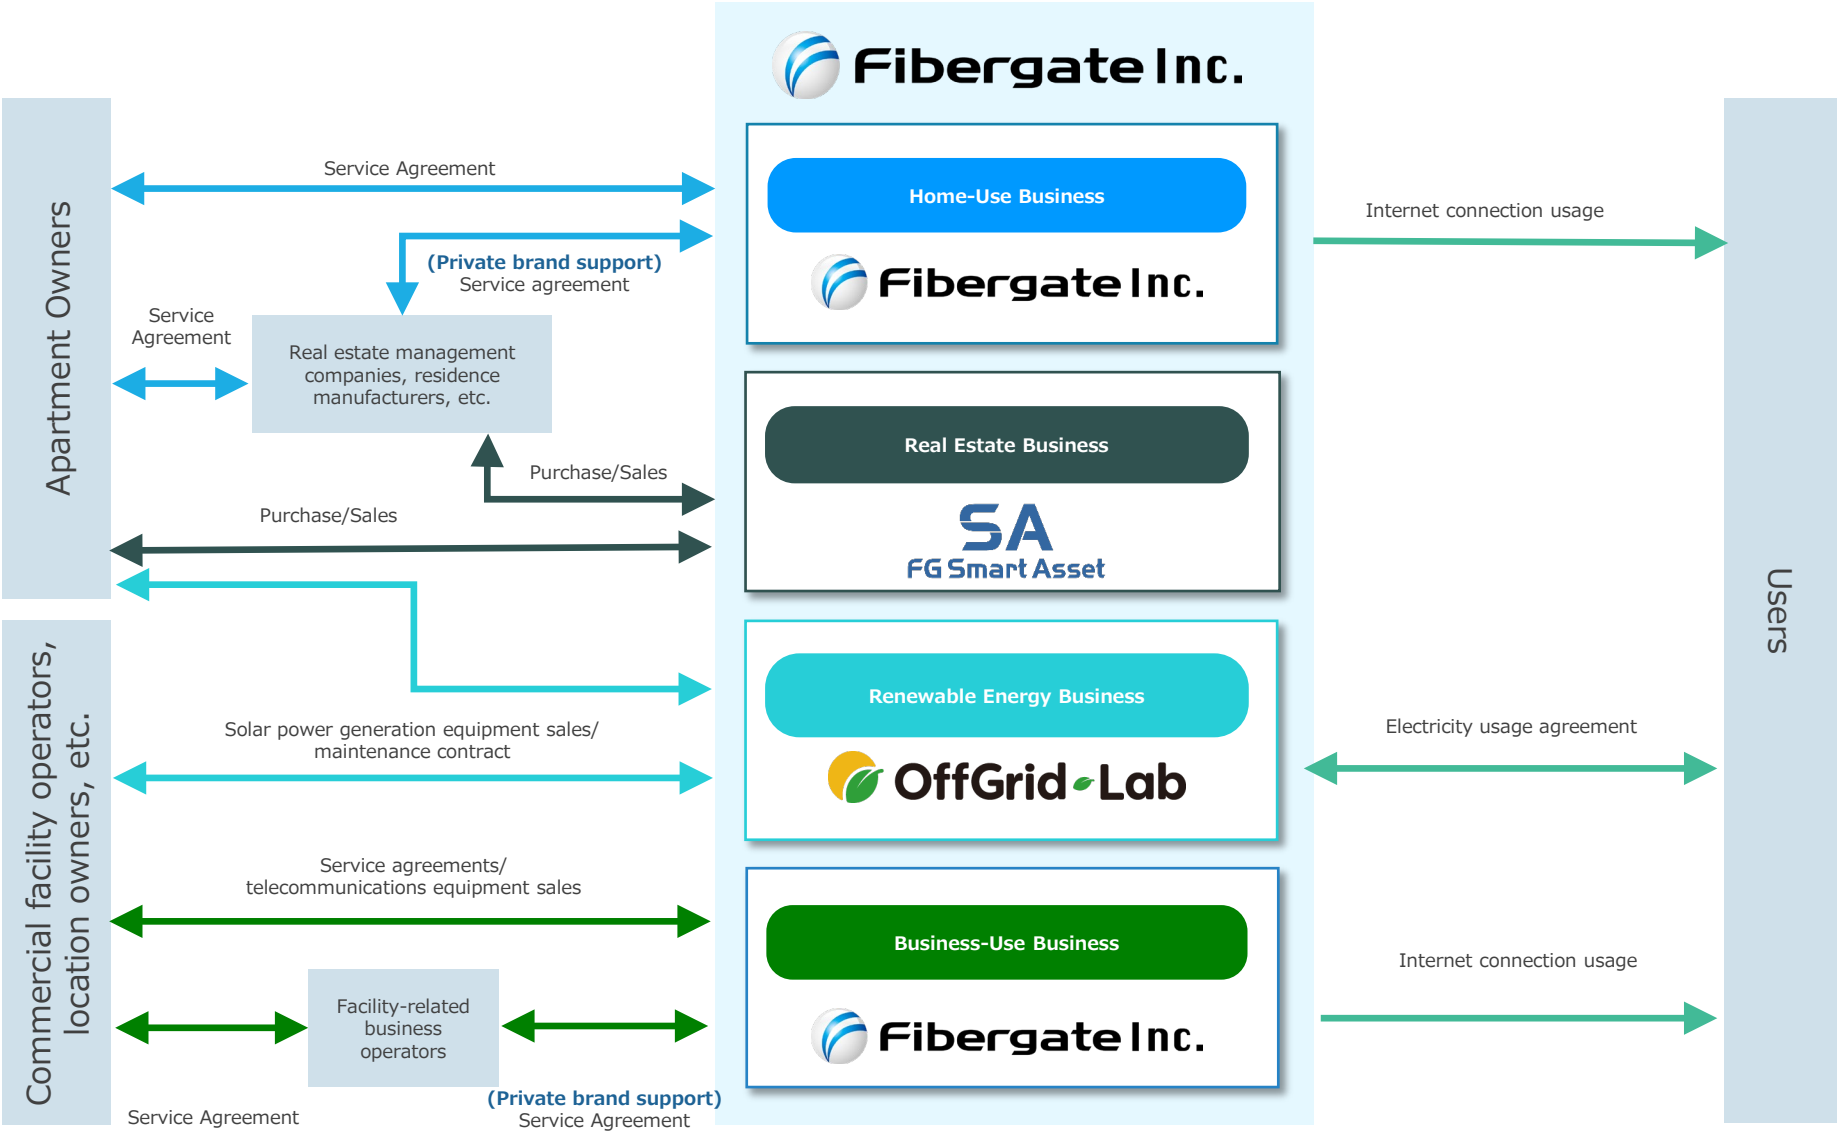 Fibergate Inc.
Apartment Owners
Service Agreement
(Private brand support)
Service agreement
Service
Agreement
Real estate management
companies, residence
manufacturers, etc.
Purchase/Sales
Purchase/Sales
Commercial facility operators,
location owners, etc.
Solar power generation equipment sales/
maintenance contract
Service agreements/
telecommunications equipment sales
Facility-related
business
operators
Service Agreement
(Private brand support)
Service Agreement
Home-Use Business
Fibergate Inc.
Real Estate Business
SA
FG Smart Asset
Renewable Energy Business
OffGrid Lab
Business-Use Business
Fibergate Inc.
Internet connection usage
Electricity usage agreement
Internet connection usage
Users